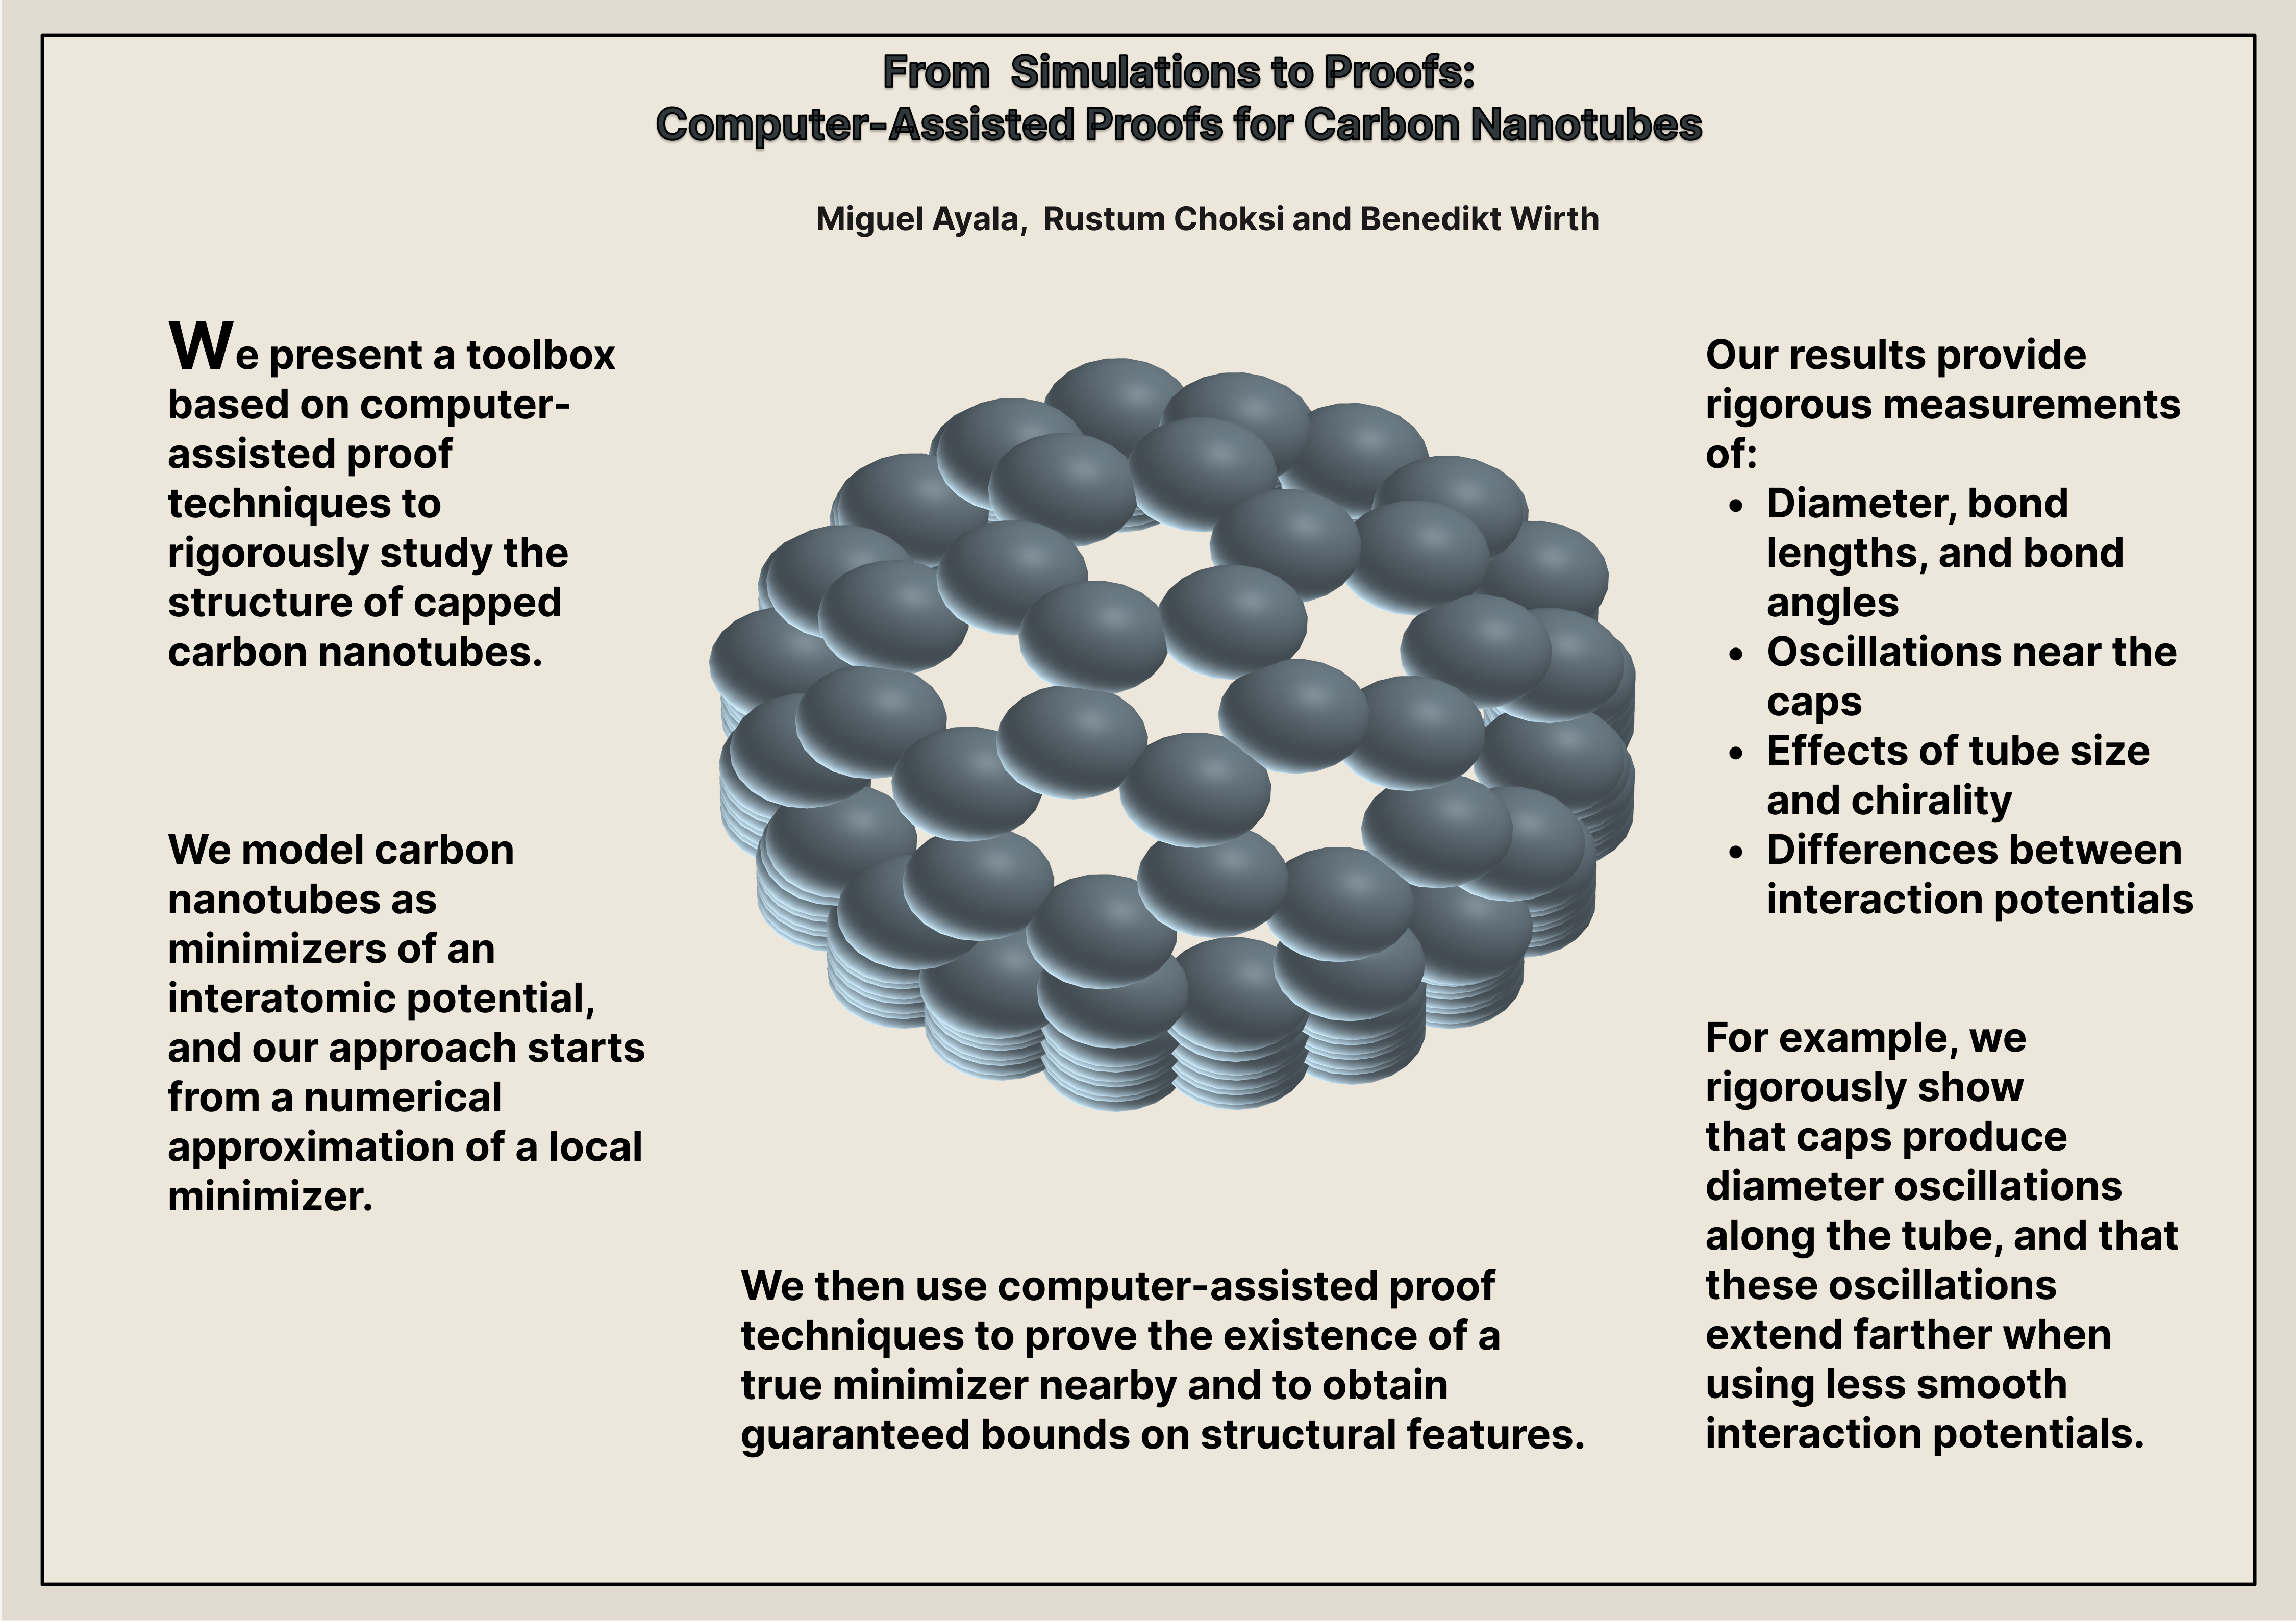 From  Simulations to Proofs:
Computer-Assisted Proofs for Carbon Nanotubes
Miguel Ayala,  Rustum Choksi and Benedikt Wirth
We present a toolbox
based on computer-
assisted proof
techniques to
rigorously study the
structure of capped
carbon nanotubes.
We model carbon
nanotubes as
minimizers of an
interatomic potential,
and our approach starts
from a numerical
approximation of a local
minimizer.
We then use computer-assisted proof
techniques to prove the existence of a
true minimizer nearby and to obtain
guaranteed bounds on structural features.
Our results provide
rigorous measurements
of:
• Diameter, bond
lengths, and bond
angles
• Oscillations near the
caps
• Effects of tube size
and chirality
• Differences between
interaction potentials
For example, we
rigorously show
that caps produce
diameter oscillations
along the tube, and that
these oscillations
extend farther when
using less smooth
interaction potentials.